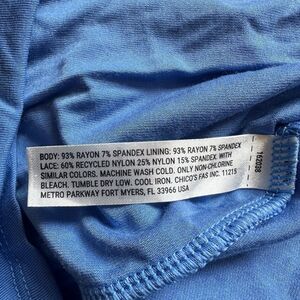 BODY: 93% RAYON 7% SPANDEX LINING: 93% RAYON 7% SPANDEX
LACE: 60% RECYCLED NYLON 25% NYLON 15% SPANDEX. WITH
SIMILAR COLORS. MACHINE WASH COLD. ONLY NON-CHLORINE
BLEACH. TUMBLE DRY LOW. COOL IRON. CHICO'S FAS INC. 11215
METRO PARKWAY FORT MYERS, FL 33966 USA
152038